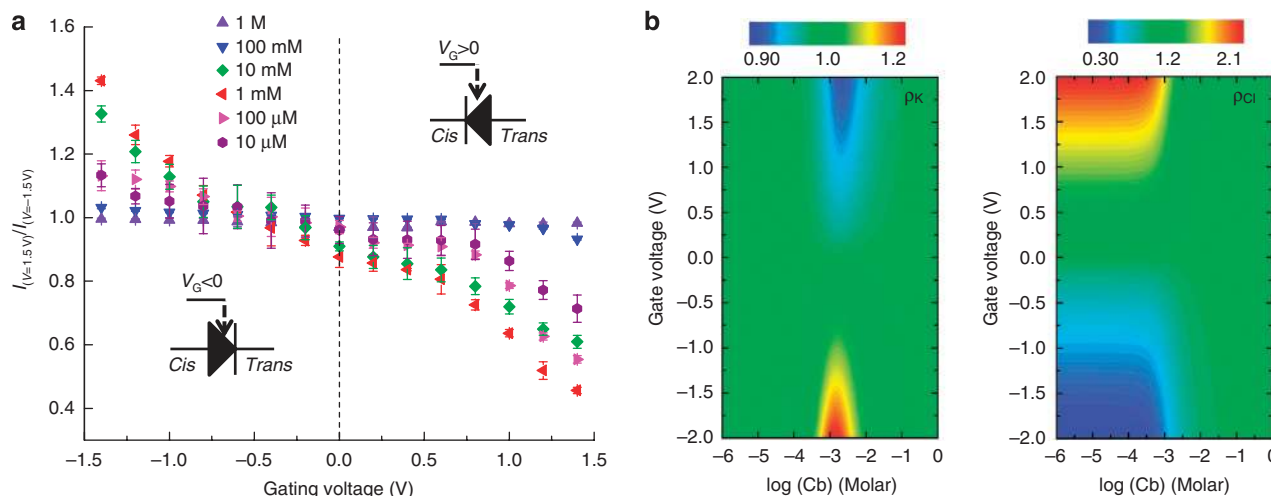 a
1.6
1.4
1.2
1.0
0.8
0.6
0.4
I(V=1.5 V)/I(V=−1.5V)
1 M
100 mM
10 mM
1 mM
100 μM
10 μM
VG>0
Cis Trans
VG<0
Cis Trans
−1.5 −1.0 −0.5 0.0 0.5 1.0 1.5
Gating voltage (V)
b
0.90 1.0 1.2
ρK
2.0
1.5
1.0
0.5
0.0
−0.5
−1.0
−1.5
−2.0
Gate voltage (V)
−6 −5 −4 −3 −2 −1 0
log (Cb) (Molar)
0.30 1.2 2.1
ρCl
2.0
1.5
1.0
0.5
0.0
−0.5
−1.0
−1.5
−2.0
Gate voltage (V)
−6 −5 −4 −3 −2 −1 0
log (Cb) (Molar)